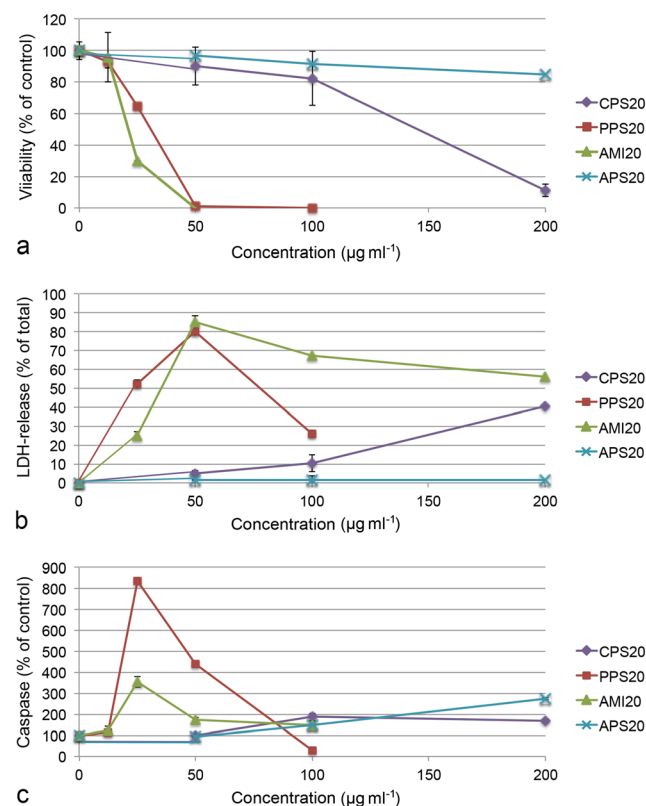 120
100
80
60
40
20
0
Viability (% of control)
0 50 100 150 200
Concentration (µg ml-1)
CPS20
PPS20
AMI20
APS20
a
100
90
80
70
60
50
40
30
20
10
0
LDH-release (% of total)
0 50 100 150 200
Concentration (µg ml-1)
CPS20
PPS20
AMI20
APS20
b
900
800
700
600
500
400
300
200
100
0
Caspase (% of control)
0 50 100 150 200
Concentration (µg ml-1)
CPS20
PPS20
AMI20
APS20
c